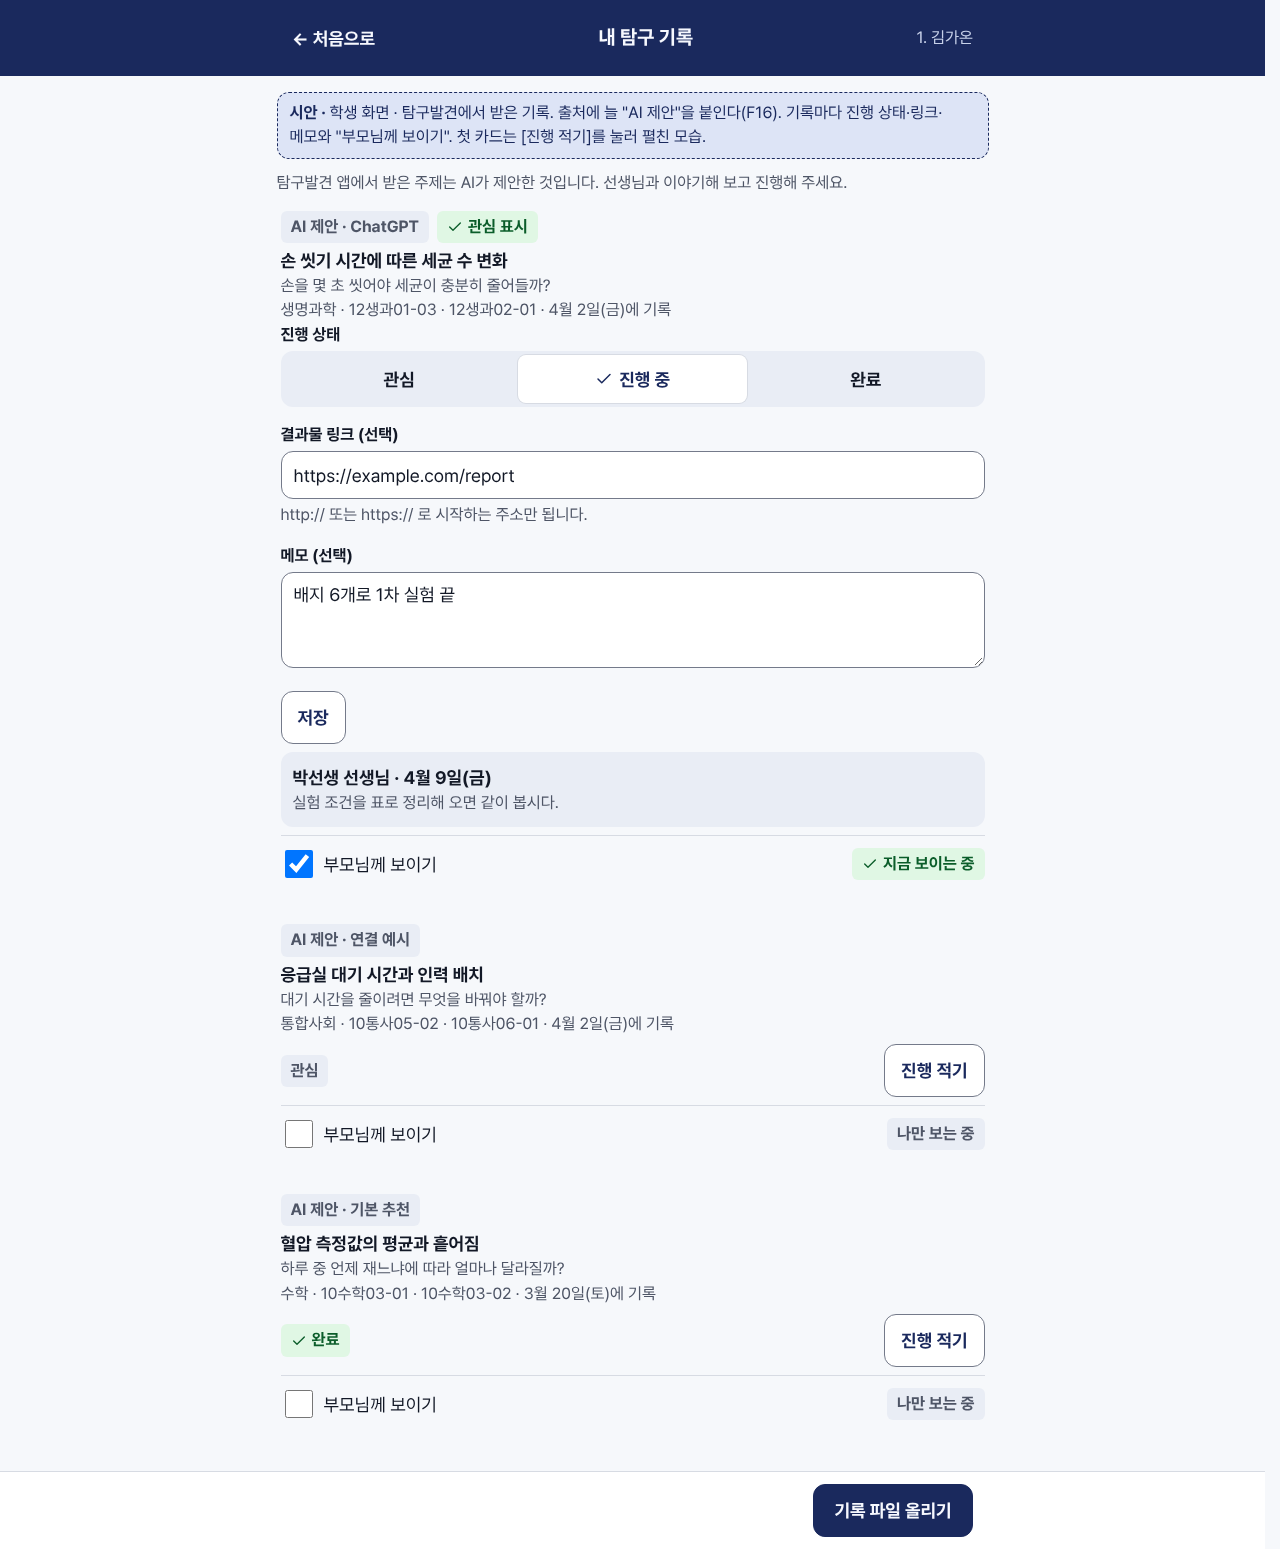 ← 처음으로
내 탐구 기록
1. 김가온
시안 · 학생 화면 · 탐구발견에서 받은 기록. 출처에 늘 "AI 제안"을 붙인다(F16). 기록마다 진행 상태·링크·
메모와 "부모님께 보이기". 첫 카드는 [진행 적기]를 눌러 펼친 모습.
탐구발견 앱에서 받은 주제는 AI가 제안한 것입니다. 선생님과 이야기해 보고 진행해 주세요.
AI 제안 · ChatGPT
✓ 관심 표시
손 씻기 시간에 따른 세균 수 변화
손을 몇 초 씻어야 세균이 충분히 줄어들까?
생명과학 · 12생과01-03 · 12생과02-01 · 4월 2일(금)에 기록
진행 상태
관심
✓ 진행 중
완료
결과물 링크 (선택)
https://example.com/report
http:// 또는 https:// 로 시작하는 주소만 됩니다.
메모 (선택)
배지 6개로 1차 실험 끝
저장
박선생 선생님 · 4월 9일(금)
실험 조건을 표로 정리해 오면 같이 봅시다.
부모님께 보이기
✓ 지금 보이는 중
AI 제안 · 연결 예시
응급실 대기 시간과 인력 배치
대기 시간을 줄이려면 무엇을 바꿔야 할까?
통합사회 · 10통사05-02 · 10통사06-01 · 4월 2일(금)에 기록
관심
진행 적기
부모님께 보이기
나만 보는 중
AI 제안 · 기본 추천
혈압 측정값의 평균과 흩어짐
하루 중 언제 재느냐에 따라 얼마나 달라질까?
수학 · 10수학03-01 · 10수학03-02 · 3월 20일(토)에 기록
✓ 완료
진행 적기
부모님께 보이기
나만 보는 중
기록 파일 올리기